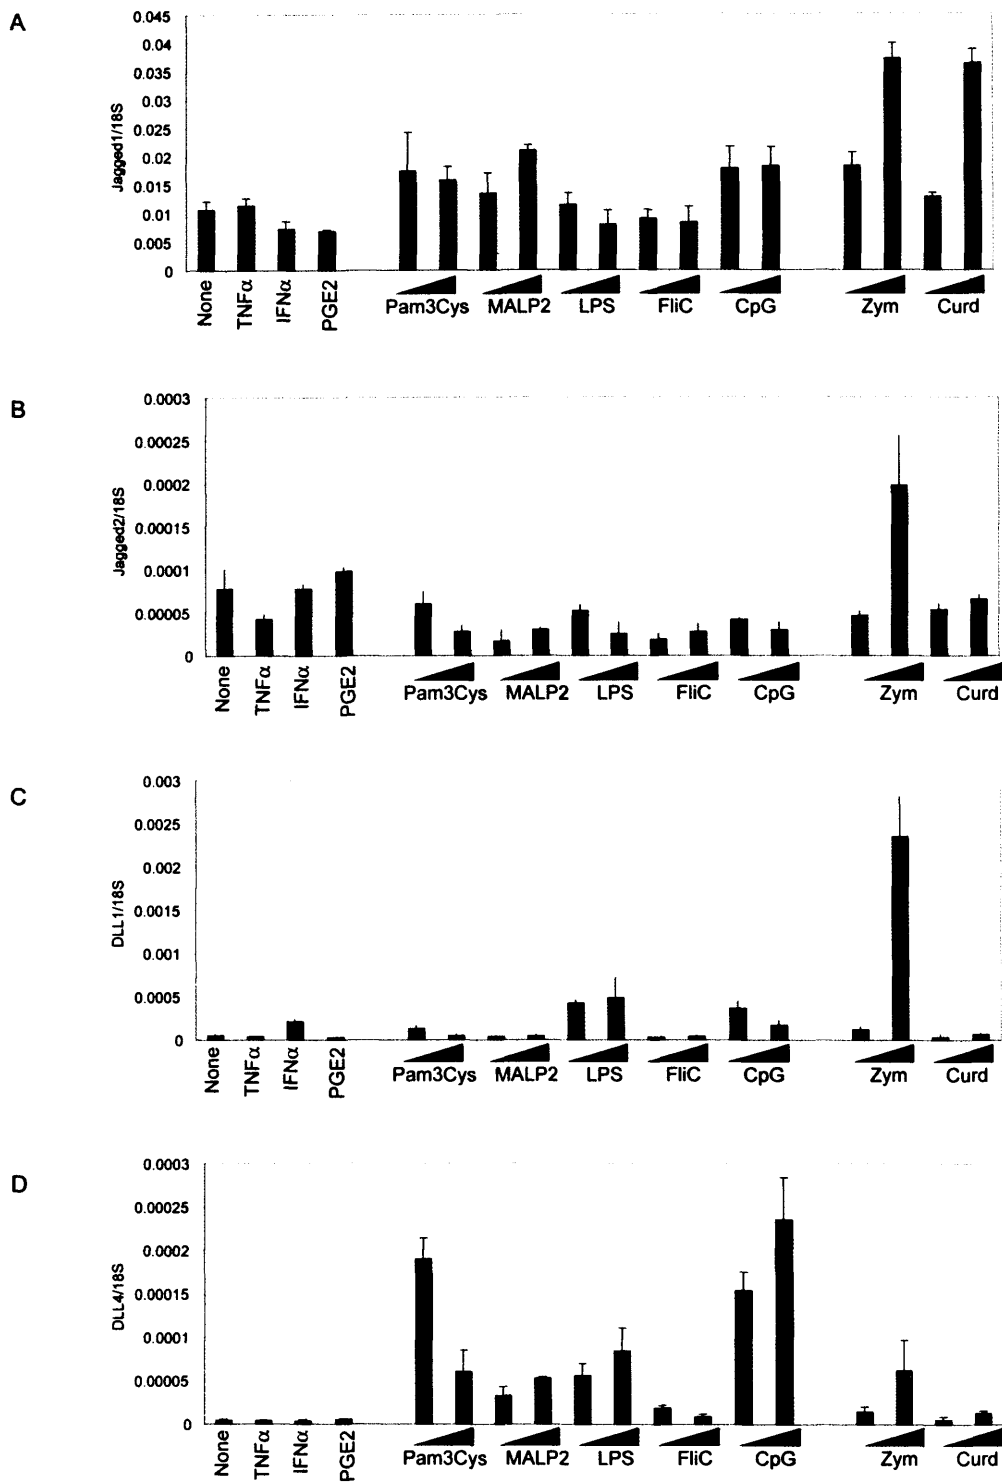 A
Jagged1/18S
0.045
0.04
0.035
0.03
0.025
0.02
0.015
0.01
0.005
0
None
TNFα
IFNα
PGE2
Pam3Cys
MALP2
LPS
FliC
CpG
Zym
Curd
B
Jagged2/18S
0.0003
0.00025
0.0002
0.00015
0.0001
0.00005
0
None
TNFα
IFNα
PGE2
Pam3Cys
MALP2
LPS
FliC
CpG
Zym
Curd
C
DLL1/18S
0.003
0.0025
0.002
0.0015
0.001
0.0005
0
None
TNFα
IFNα
PGE2
Pam3Cys
MALP2
LPS
FliC
CpG
Zym
Curd
D
DLL4/18S
0.0003
0.00025
0.0002
0.00015
0.0001
0.00005
0
None
TNFα
IFNα
PGE2
Pam3Cys
MALP2
LPS
FliC
CpG
Zym
Curd